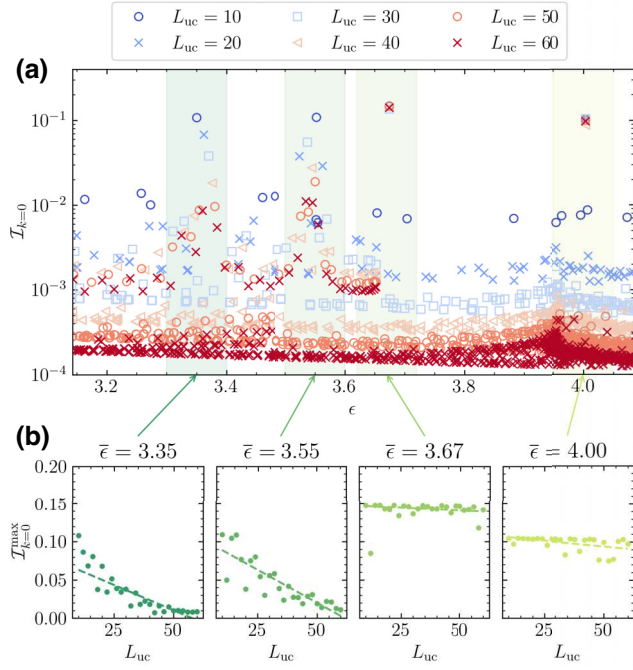 L_uc = 10 L_uc = 30 L_uc = 50
L_uc = 20 L_uc = 40 L_uc = 60
(a)
10⁻¹
10⁻²
10⁻³
10⁻⁴
ℐ_{k=0}
3.2 3.4 3.6 3.8 4.0
ϵ
(b)
ϵ̅ = 3.35 ϵ̅ = 3.55 ϵ̅ = 3.67 ϵ̅ = 4.00
0.20
0.15
0.10
0.05
0.00
ℐ^max_{k=0}
25 50 25 50 25 50 25 50
L_uc L_uc L_uc L_uc